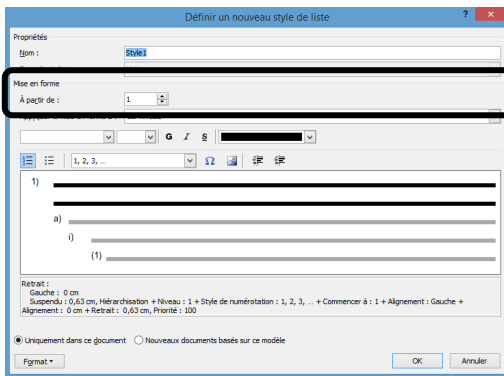 Définir un nouveau style de liste
? ×
Propriétés
Nom : Style1
Mise en forme
À partir de : 1
G I S
1, 2, 3, ... Ω
1)
a)
i)
(1)
Retrait :
Gauche : 0 cm
Suspendu : 0,63 cm, Hiérarchisation + Niveau : 1 + Style de numérotation : 1, 2, 3, ... + Commencer à : 1 + Alignement : Gauche +
Alignement : 0 cm + Retrait : 0,63 cm, Priorité : 100
Uniquement dans ce document Nouveaux documents basés sur ce modèle
Format OK Annuler